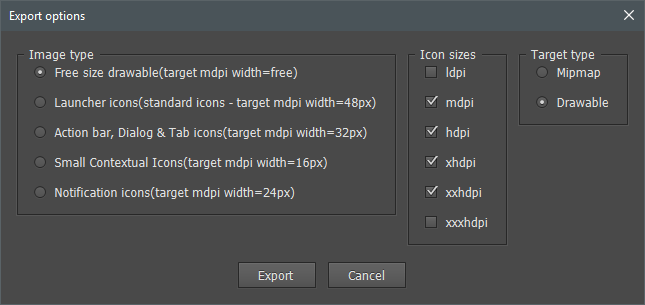 Export options
Image type
Free size drawable(target mdpi width=free)
Launcher icons(standard icons - target mdpi width=48px)
Action bar, Dialog & Tab icons(target mdpi width=32px)
Small Contextual Icons(target mdpi width=16px)
Notification icons(target mdpi width=24px)
Icon sizes
ldpi
mdpi
hdpi
xhdpi
xxhdpi
xxxhdpi
Target type
Mipmap
Drawable
Export
Cancel